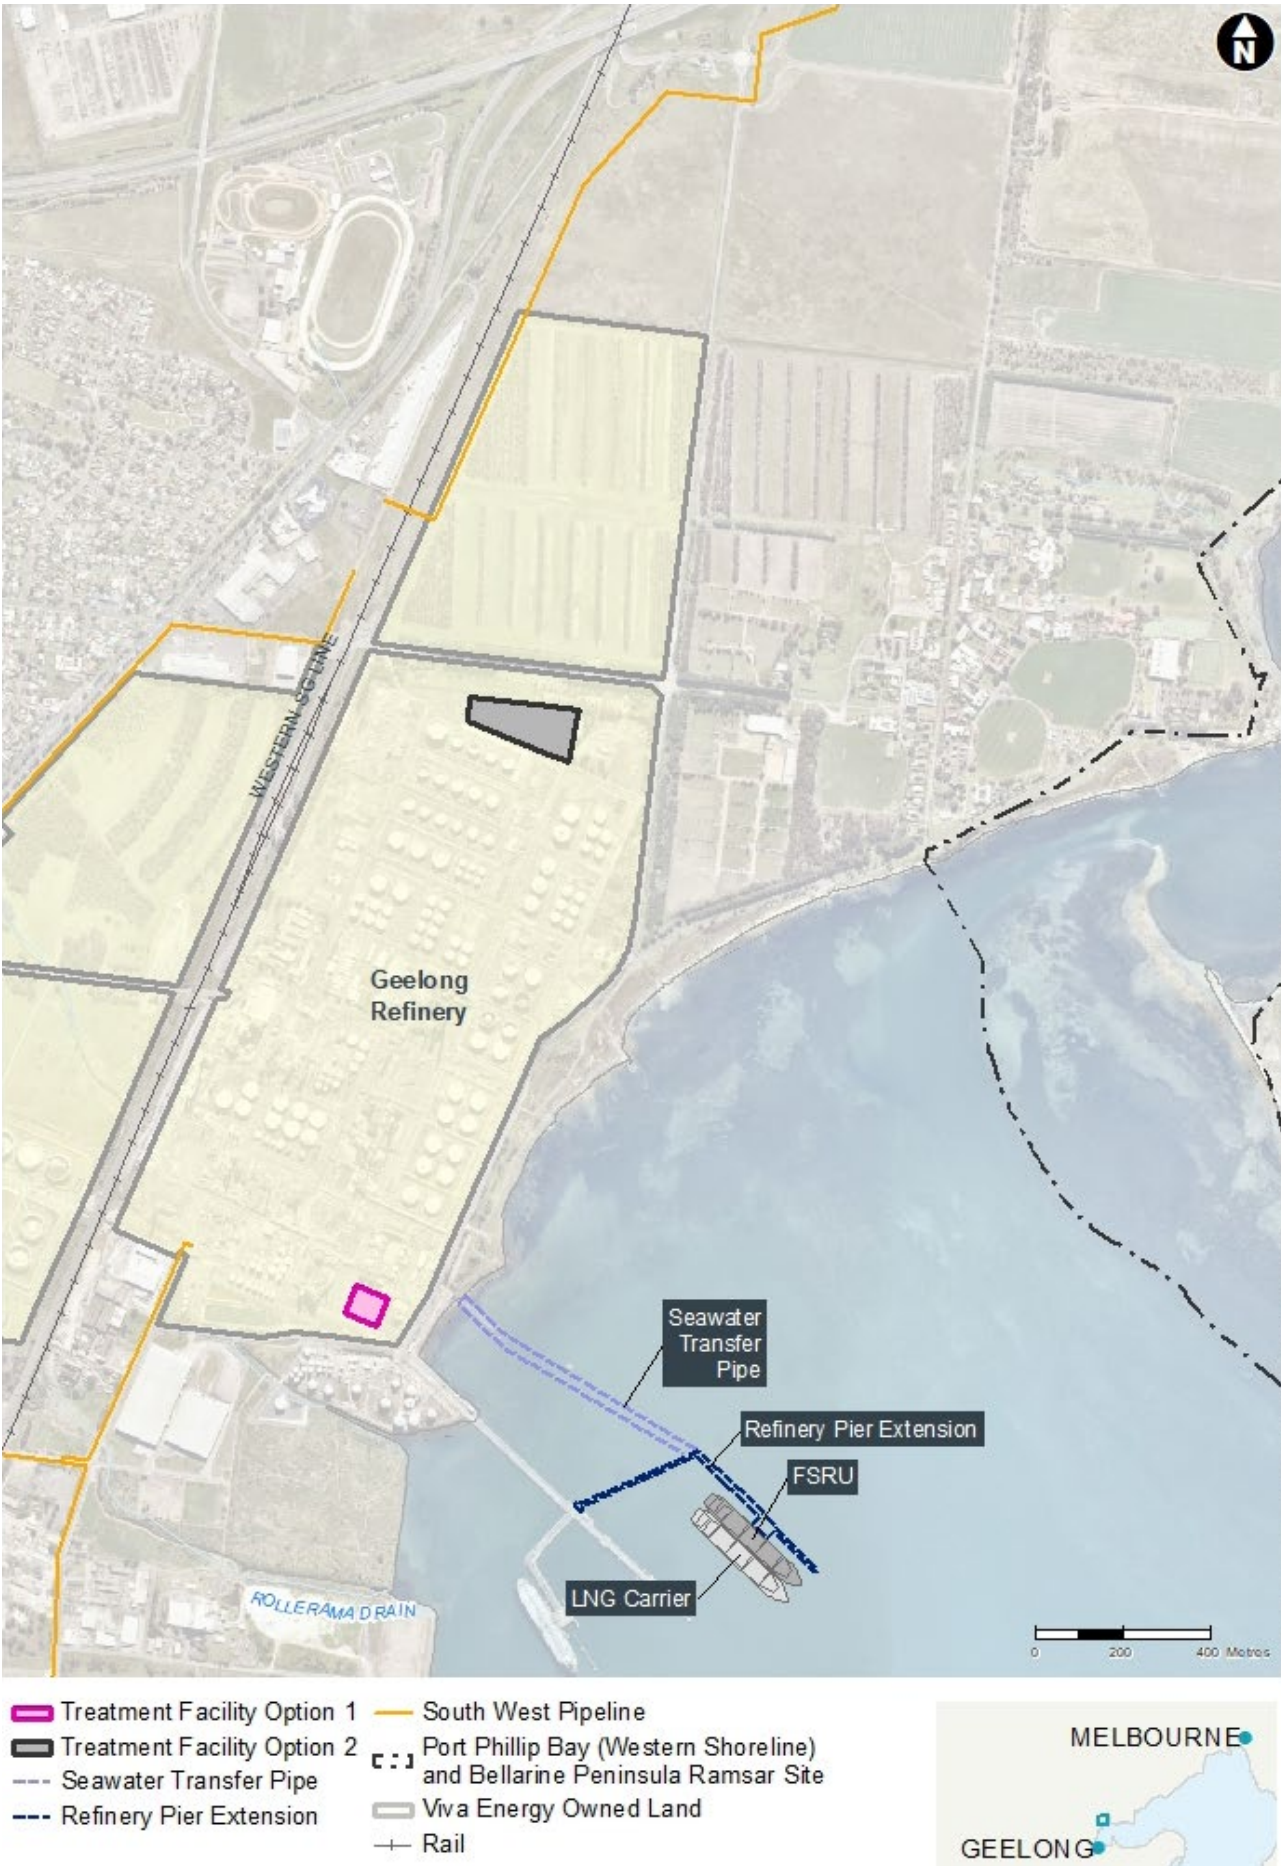 N
WESTERN SG LINE
Geelong
Refinery
Seawater
Transfer
Pipe
Refinery Pier Extension
FSRU
LNG Carrier
ROLLERAMA DRAIN
0 200 400 Metres
Treatment Facility Option 1
Treatment Facility Option 2
Seawater Transfer Pipe
Refinery Pier Extension
South West Pipeline
Port Phillip Bay (Western Shoreline)
and Bellarine Peninsula Ramsar Site
Viva Energy Owned Land
Rail
MELBOURNE
GEELONG